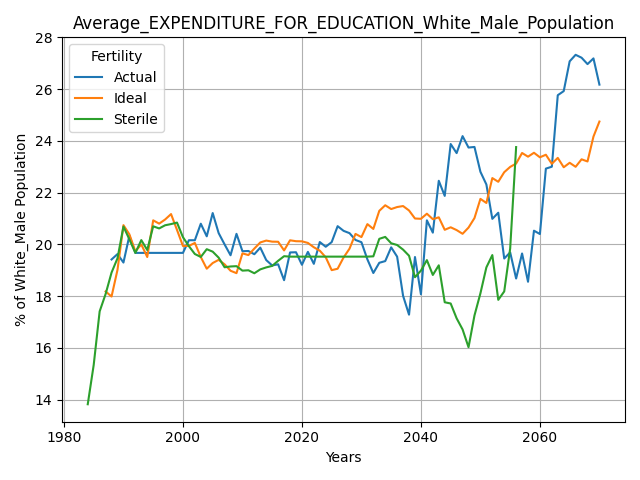 Average_EXPENDITURE_FOR_EDUCATION_White_Male_Population
Fertility
Actual
Ideal
Sterile
% of White_Male Population
28
26
24
22
20
18
16
14
1980
2000
2020
2040
2060
Years